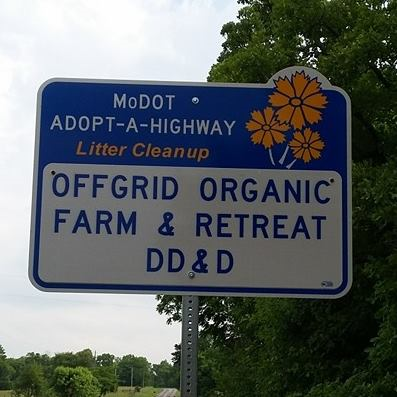 MoDOT
ADOPT-A-HIGHWAY
Litter Cleanup
OFFGRID ORGANIC
FARM & RETREAT
DD&D